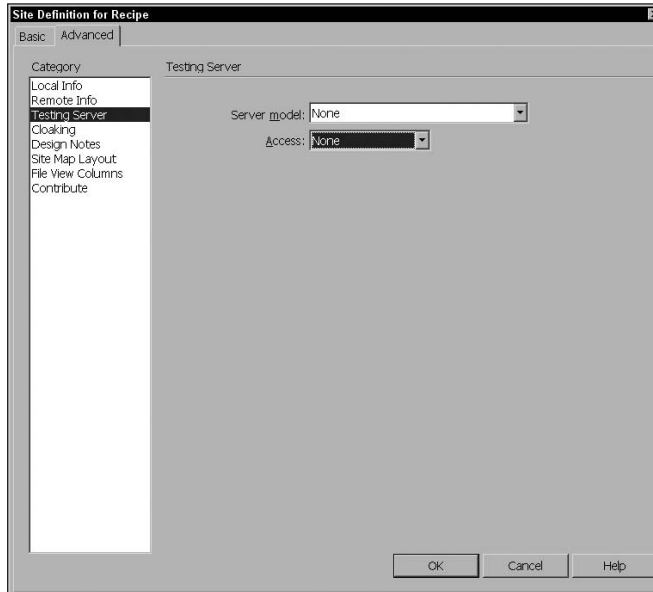 Site Definition for Recipe
Basic Advanced
Category
Local Info
Remote Info
Testing Server
Cloaking
Design Notes
Site Map Layout
File View Columns
Contribute
Testing Server
Server model: None
Access: None
OK Cancel Help